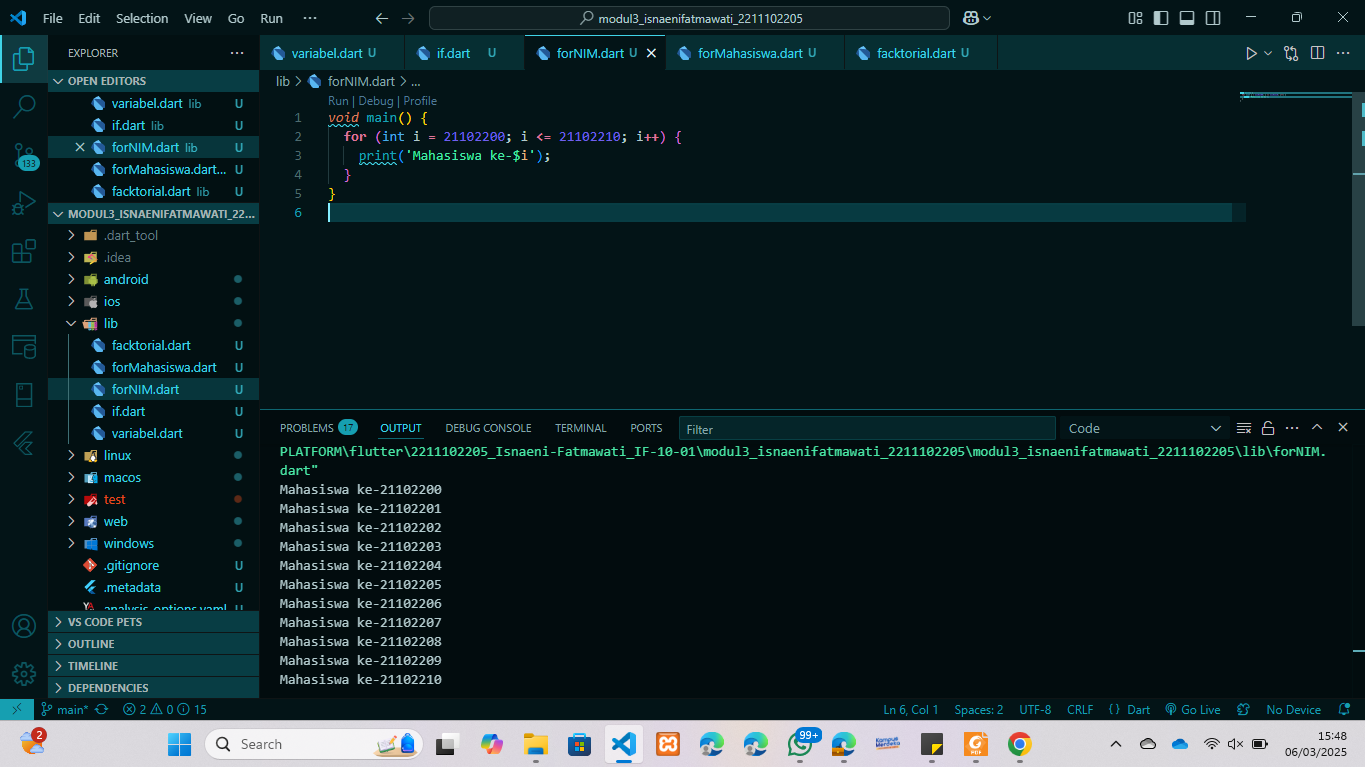 File Edit Selection View Go Run ··· modul3_isnaenifatmawati_2211102205
EXPLORER ···
OPEN EDITORS
variabel.dart lib U
if.dart lib U
forNIM.dart lib U
forMahasiswa.dart... U
facktorial.dart lib U
MODUL3_ISNAENIFATMAWATI_22...
.dart_tool
.idea
android
ios
lib
facktorial.dart U
forMahasiswa.dart U
forNIM.dart U
if.dart U
variabel.dart U
linux
macos
test
web
windows
.gitignore U
.metadata U
analysis_options.yaml U
VS CODE PETS
OUTLINE
TIMELINE
DEPENDENCIES
133
variabel.dart U if.dart U forNIM.dart U forMahasiswa.dart U facktorial.dart U
lib > forNIM.dart > ...
Run | Debug | Profile
1 void main() {
2 for (int i = 21102200; i <= 21102210; i++) {
3 print('Mahasiswa ke-$i');
4 }
5 }
6
PROBLEMS 17 OUTPUT DEBUG CONSOLE TERMINAL PORTS Filter Code
PLATFORM\flutter\2211102205_Isnaeni-Fatmawati_IF-10-01\modul3_isnaenifatmawati_2211102205\modul3_isnaenifatmawati_2211102205\lib\forNIM.
dart"
Mahasiswa ke-21102200
Mahasiswa ke-21102201
Mahasiswa ke-21102202
Mahasiswa ke-21102203
Mahasiswa ke-21102204
Mahasiswa ke-21102205
Mahasiswa ke-21102206
Mahasiswa ke-21102207
Mahasiswa ke-21102208
Mahasiswa ke-21102209
Mahasiswa ke-21102210
main* 2 0 15 Ln 6, Col 1 Spaces: 2 UTF-8 CRLF {} Dart Go Live No Device
2 Search 99+ 15:48
06/03/2025